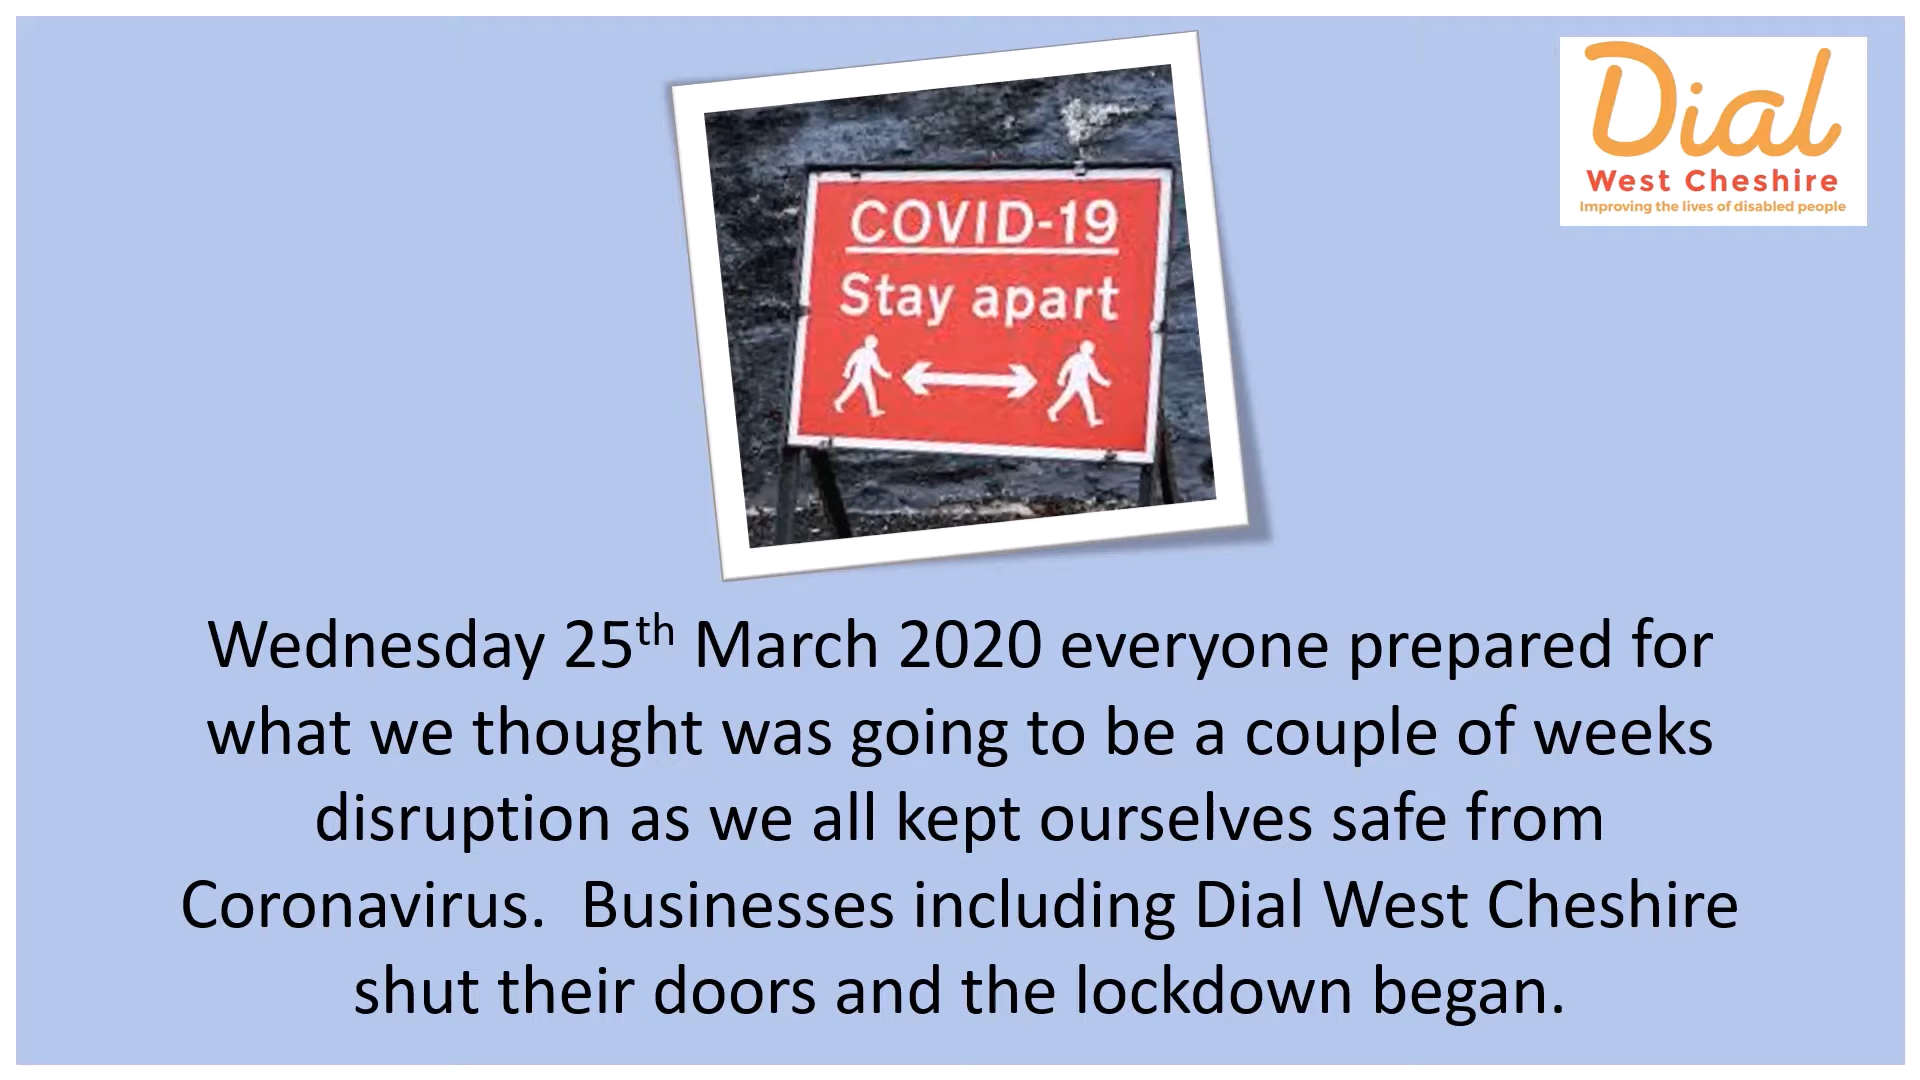 Dial
West Cheshire
Improving the lives of disabled people
COVID-19
Stay apart
Wednesday 25th March 2020 everyone prepared for
what we thought was going to be a couple of weeks
disruption as we all kept ourselves safe from
Coronavirus.  Businesses including Dial West Cheshire
shut their doors and the lockdown began.